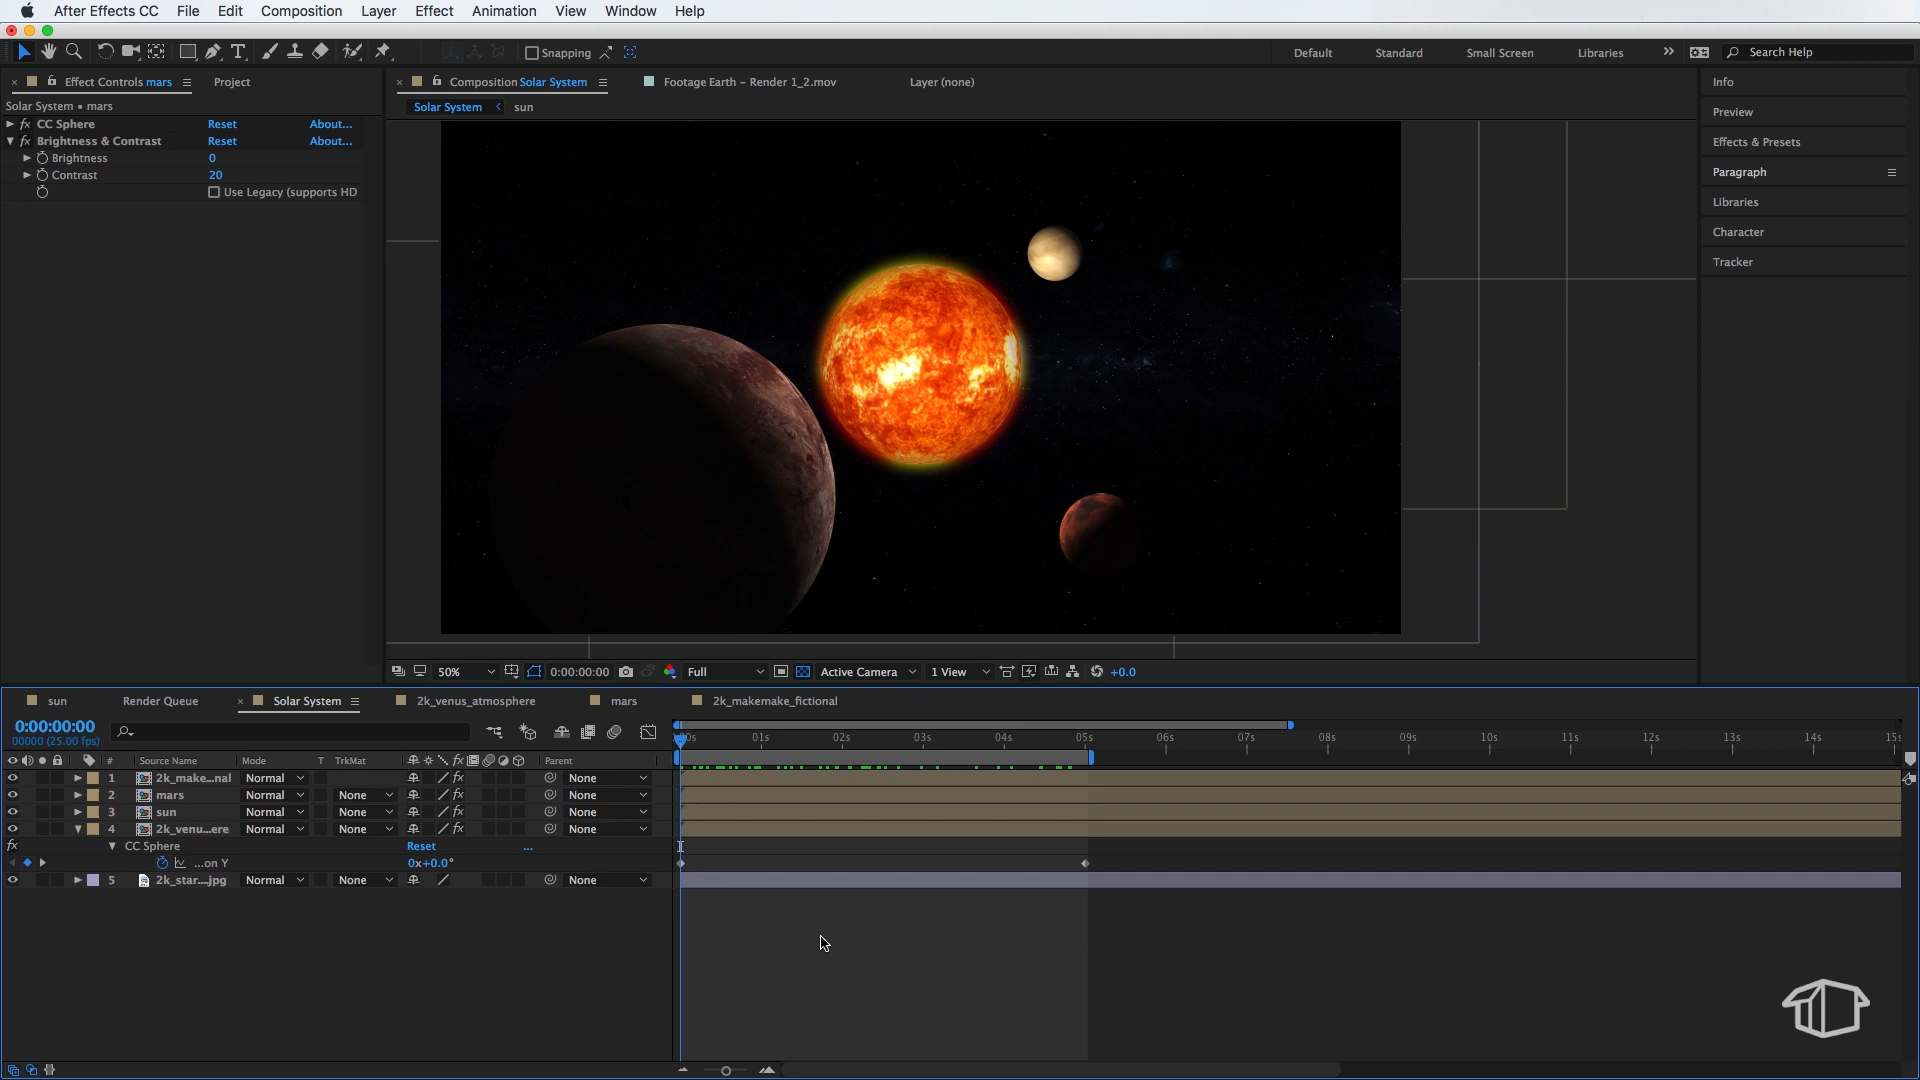 After Effects CC File Edit Composition Layer Effect Animation View Window Help
Snapping Default Standard Small Screen Libraries Search Help
Effect Controls mars Project Composition Solar System Footage Earth – Render 1_2.mov Layer (none) Info
Solar System • mars Solar System sun
CC Sphere Reset About...
Brightness & Contrast Reset About...
Brightness 0
Contrast 20
Use Legacy (supports HD
Preview
Effects & Presets
Paragraph
Libraries
Character
Tracker
50% 0:00:00:00 Full Active Camera 1 View +0.0
sun Render Queue Solar System 2k_venus_atmosphere mars 2k_makemake_fictional
0:00:00:00
00000 (25.00 fps)
00s 01s 02s 03s 04s 05s 06s 07s 08s 09s 10s 11s 12s 13s 14s 15s
# Source Name Mode T TrkMat Parent
1 2k_make...nal Normal None
2 mars Normal None None
3 sun Normal None None
4 2k_venu...ere Normal None None
CC Sphere Reset ...
...on Y 0x+0.0°
5 2k_star....jpg Normal None None